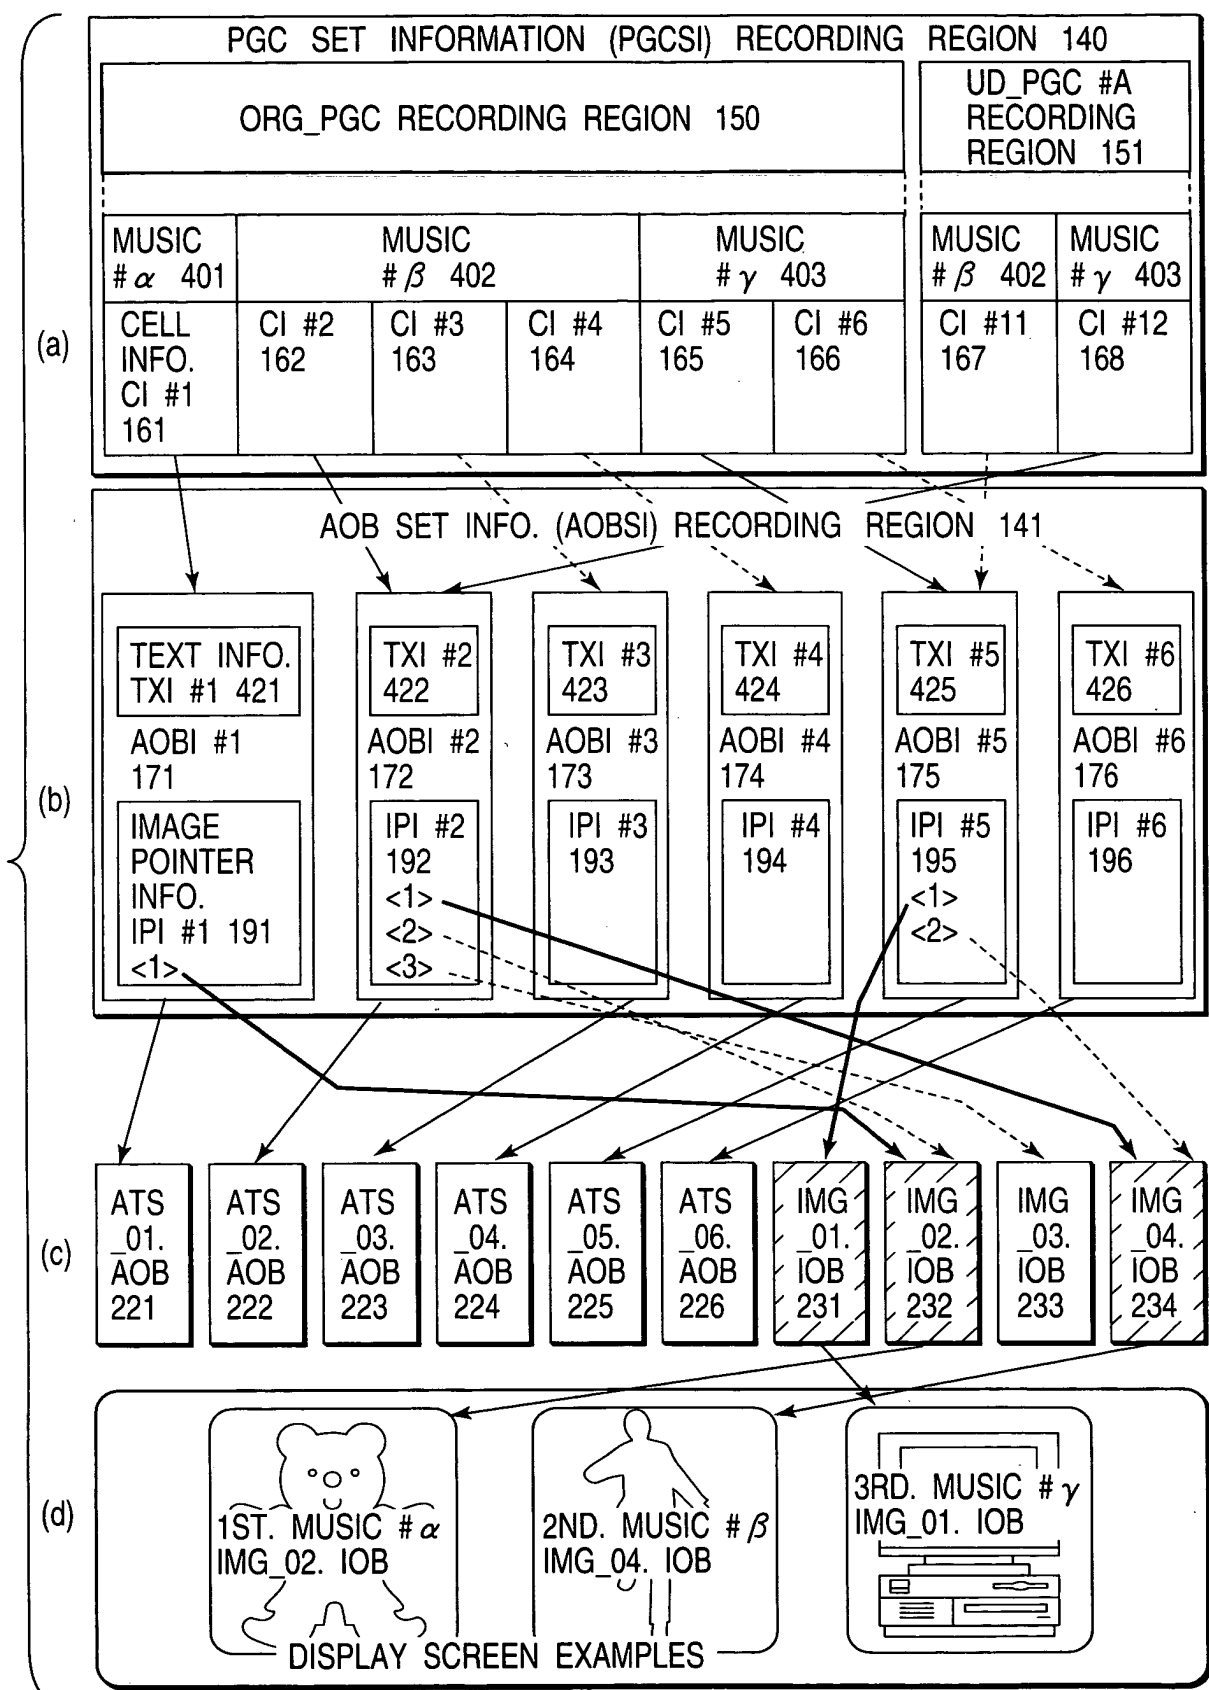 PGC SET INFORMATION (PGCSI) RECORDING REGION 140
ORG_PGC RECORDING REGION 150
UD_PGC #A
RECORDING
REGION 151
MUSIC
# α 401
MUSIC
# β 402
MUSIC
# γ 403
MUSIC
# β 402
MUSIC
# γ 403
(a)
CELL
INFO.
CI #1
161
CI #2
162
CI #3
163
CI #4
164
CI #5
165
CI #6
166
CI #11
167
CI #12
168
AOB SET INFO. (AOBSI) RECORDING REGION 141
(b)
TEXT INFO.
TXI #1 421
AOBI #1
171
IMAGE
POINTER
INFO.
IPI #1 191
<1>
TXI #2
422
AOBI #2
172
IPI #2
192
<1>
<2>
<3>
TXI #3
423
AOBI #3
173
IPI #3
193
TXI #4
424
AOBI #4
174
IPI #4
194
TXI #5
425
AOBI #5
175
IPI #5
195
<1>
<2>
TXI #6
426
AOBI #6
176
IPI #6
196
(c)
ATS
_01.
AOB
221
ATS
_02.
AOB
222
ATS
_03.
AOB
223
ATS
_04.
AOB
224
ATS
_05.
AOB
225
ATS
_06.
AOB
226
IMG
_01.
IOB
231
IMG
_02.
IOB
232
IMG
_03.
IOB
233
IMG
_04.
IOB
234
(d)
1ST. MUSIC # α
IMG_02. IOB
2ND. MUSIC # β
IMG_04. IOB
3RD. MUSIC # γ
IMG_01. IOB
DISPLAY SCREEN EXAMPLES